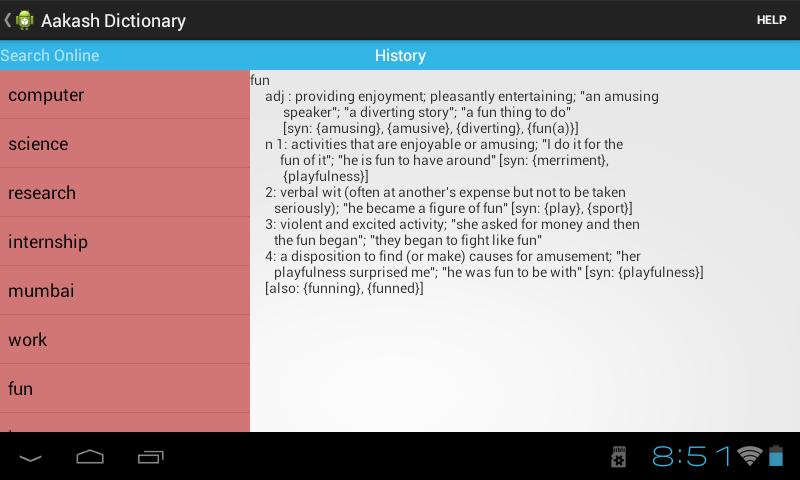 Aakash Dictionary
HELP
Search Online
History
computer
science
research
internship
mumbai
work
fun
fun
adj : providing enjoyment; pleasantly entertaining; "an amusing
speaker"; "a diverting story"; "a fun thing to do"
[syn: {amusing}, {amusive}, {diverting}, {fun(a)}]
n 1: activities that are enjoyable or amusing; "I do it for the
fun of it"; "he is fun to have around" [syn: {merriment},
{playfulness}]
2: verbal wit (often at another's expense but not to be taken
seriously); "he became a figure of fun" [syn: {play}, {sport}]
3: violent and excited activity; "she asked for money and then
the fun began"; "they began to fight like fun"
4: a disposition to find (or make) causes for amusement; "her
playfulness surprised me"; "he was fun to be with" [syn: {playfulness}]
[also: {funning}, {funned}]
8:51